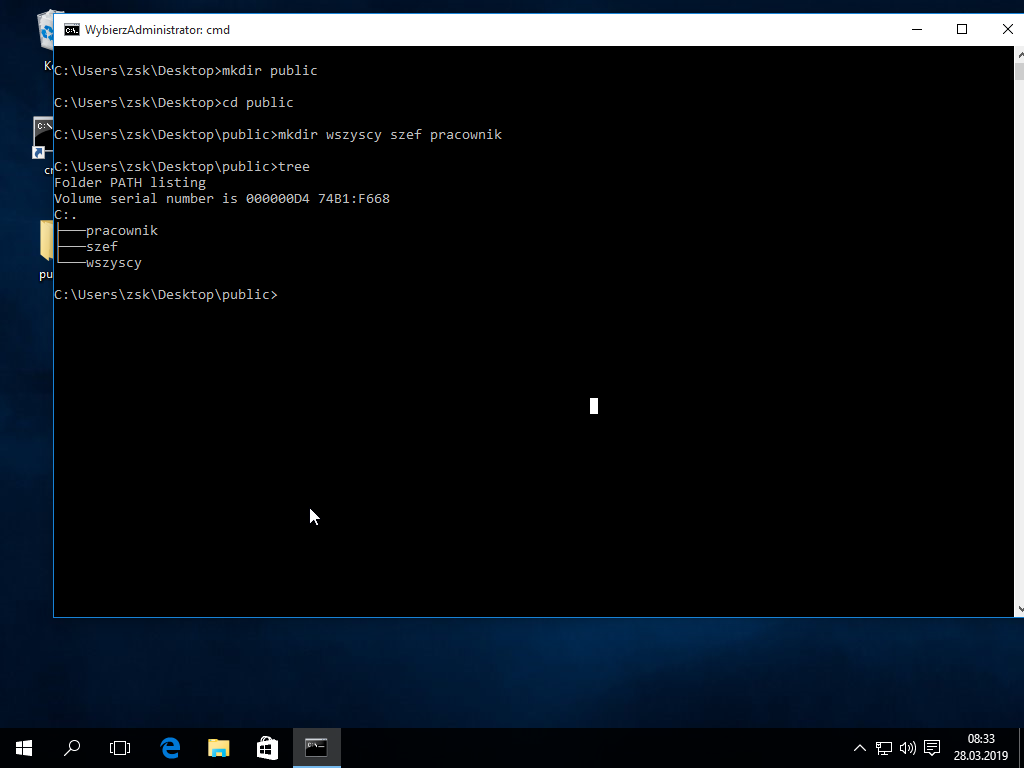 WybierzAdministrator: cmd
C:\Users\zsk\Desktop>mkdir public
C:\Users\zsk\Desktop>cd public
C:\Users\zsk\Desktop\public>mkdir wszyscy szef pracownik
C:\Users\zsk\Desktop\public>tree
Folder PATH listing
Volume serial number is 000000D4 74B1:F668
C:.
├───pracownik
├───szef
└───wszyscy
C:\Users\zsk\Desktop\public>
08:33
28.03.2019